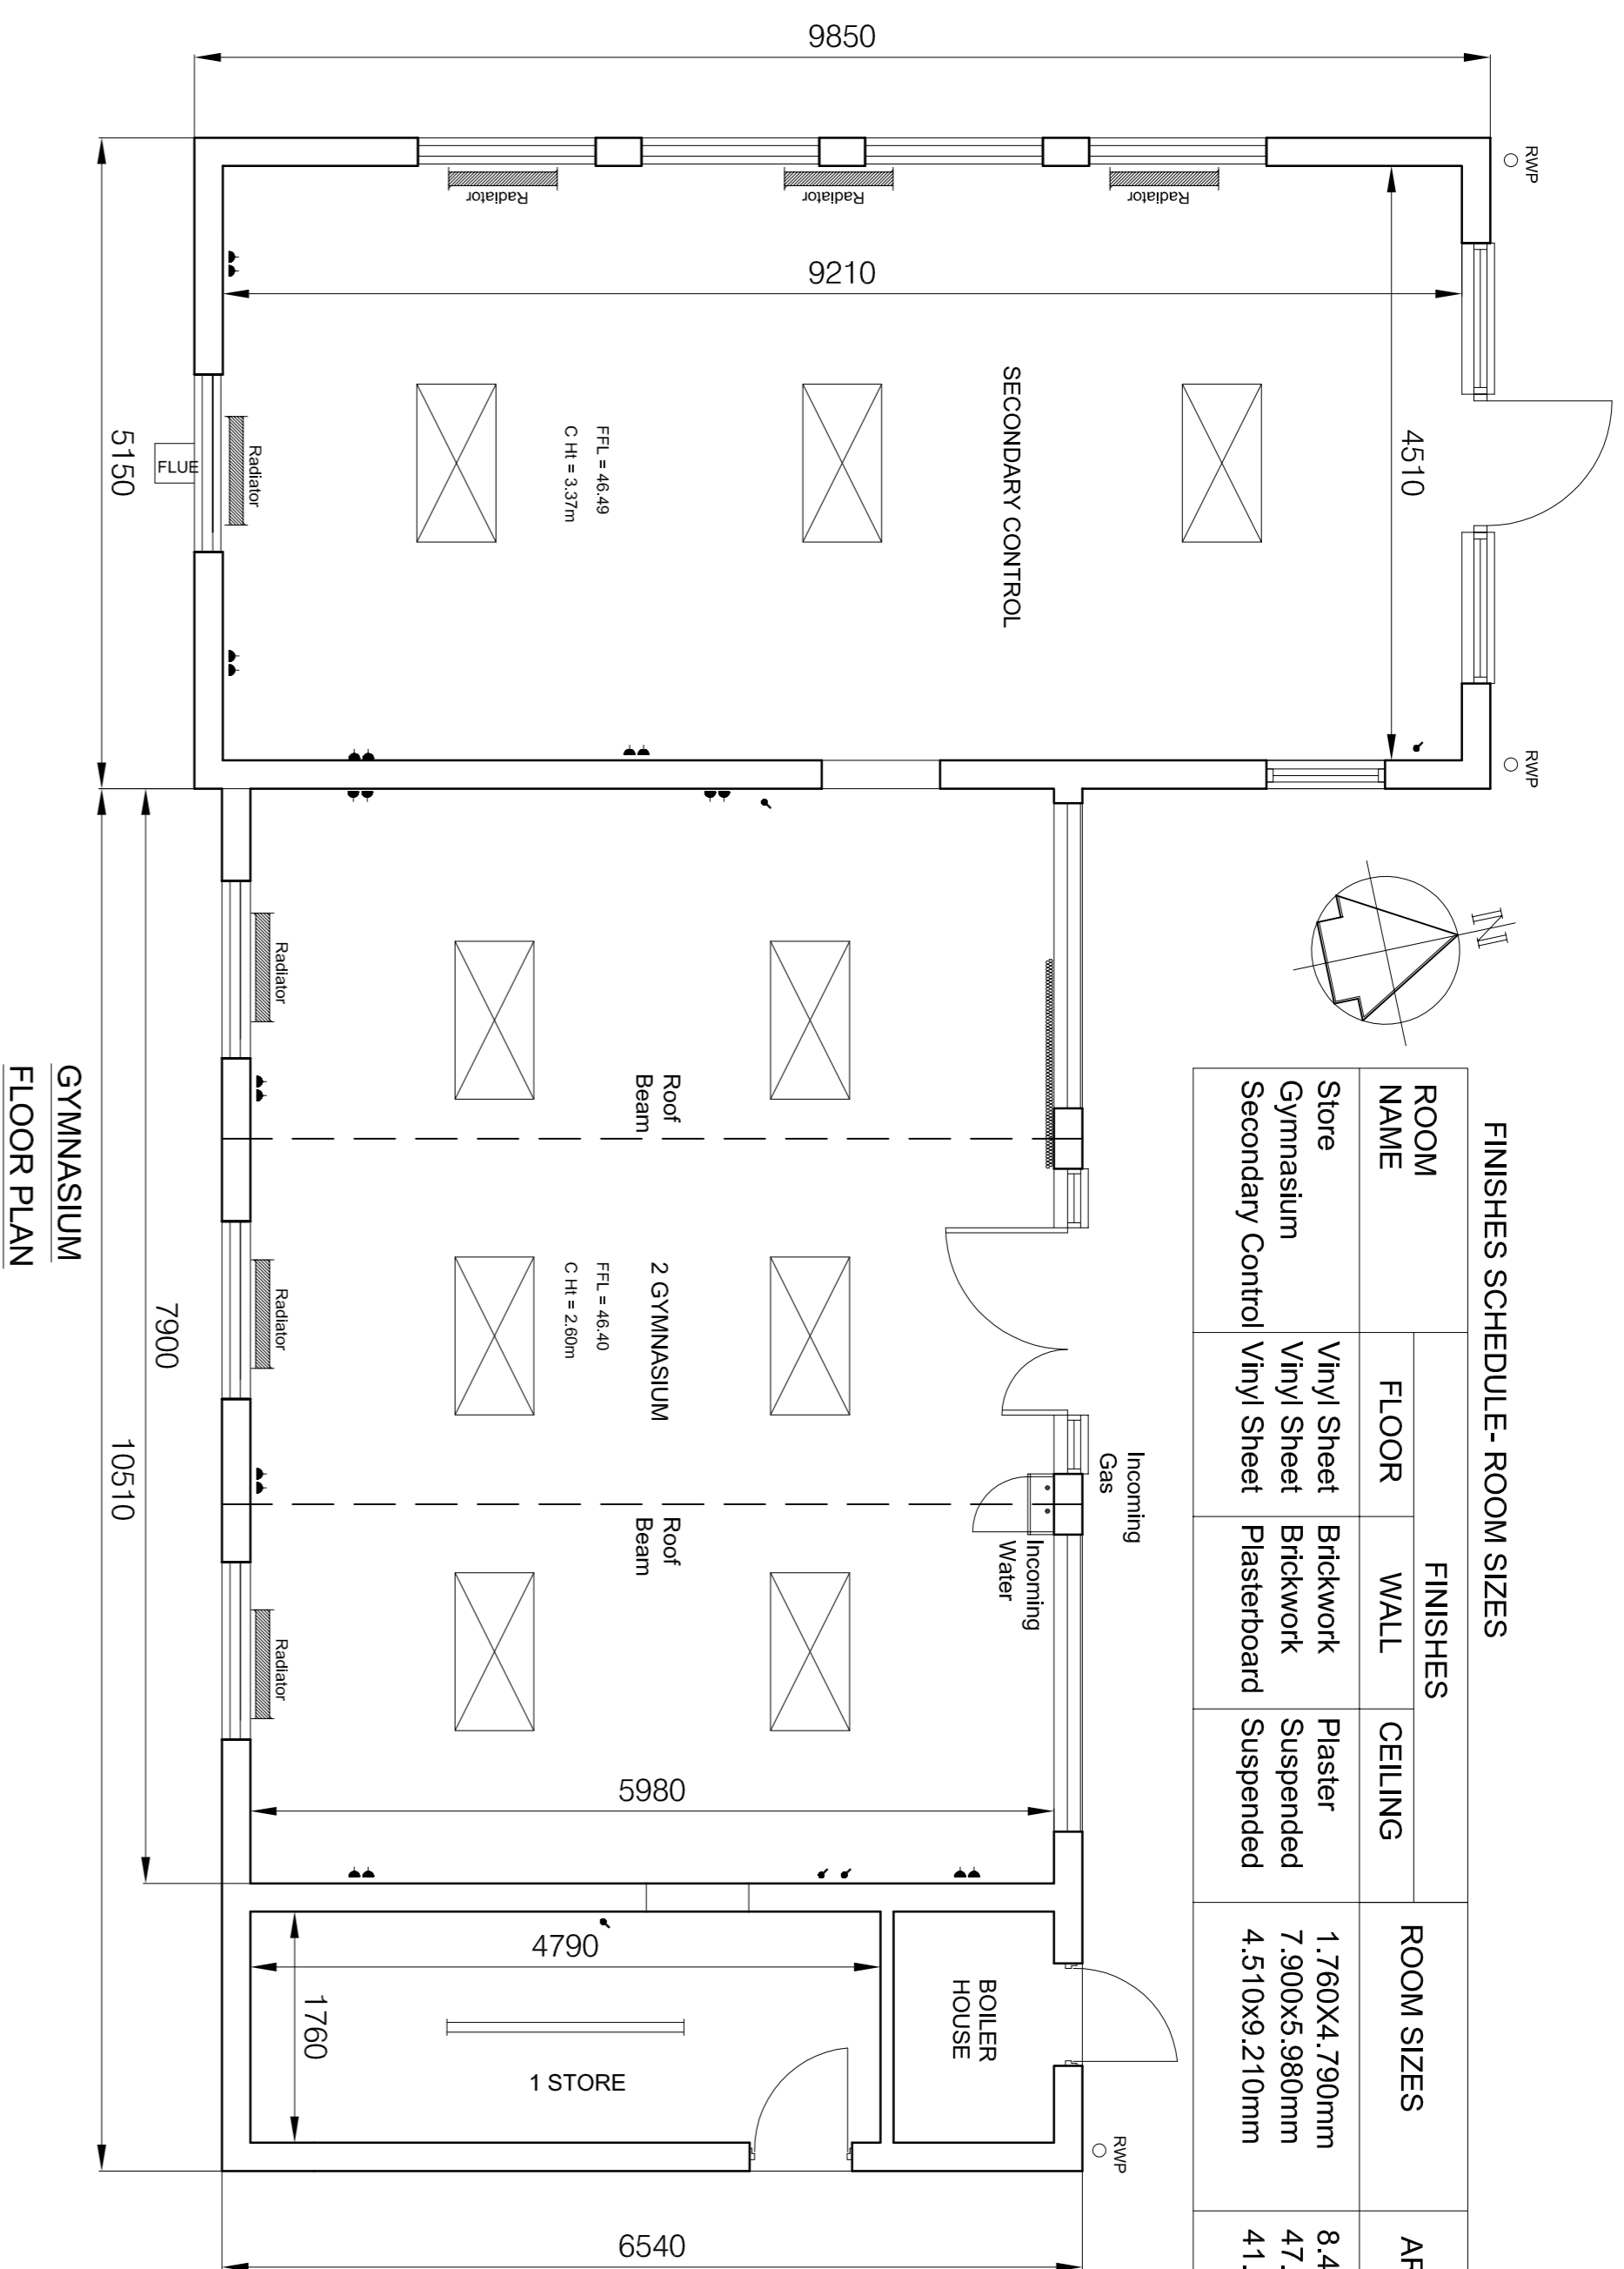 FINISHES SCHEDULE- ROOM SIZES
ROOM
NAME
FINISHES
FLOOR
WALL
CEILING
ROOM SIZES
Store
Vinyl Sheet
Brickwork
Plaster
1.760X4.790mm
Gymnasium
Vinyl Sheet
Brickwork
Suspended
7.900x5.980mm
Secondary Control
Vinyl Sheet
Plasterboard
Suspended
4.510x9.210mm
8.4
47.
41.
RWP
RWP
RWP
N
9850
9210
4510
5150
SECONDARY CONTROL
FFL = 46.49
C Ht = 3.37m
Radiator
Radiator
Radiator
Radiator
FLUE
Incoming
Gas
Incoming
Water
Roof
Beam
Roof
Beam
2 GYMNASIUM
FFL = 46.40
C Ht = 2.60m
Radiator
Radiator
Radiator
5980
BOILER
HOUSE
4790
1760
1 STORE
6540
7900
10510
GYMNASIUM
FLOOR PLAN